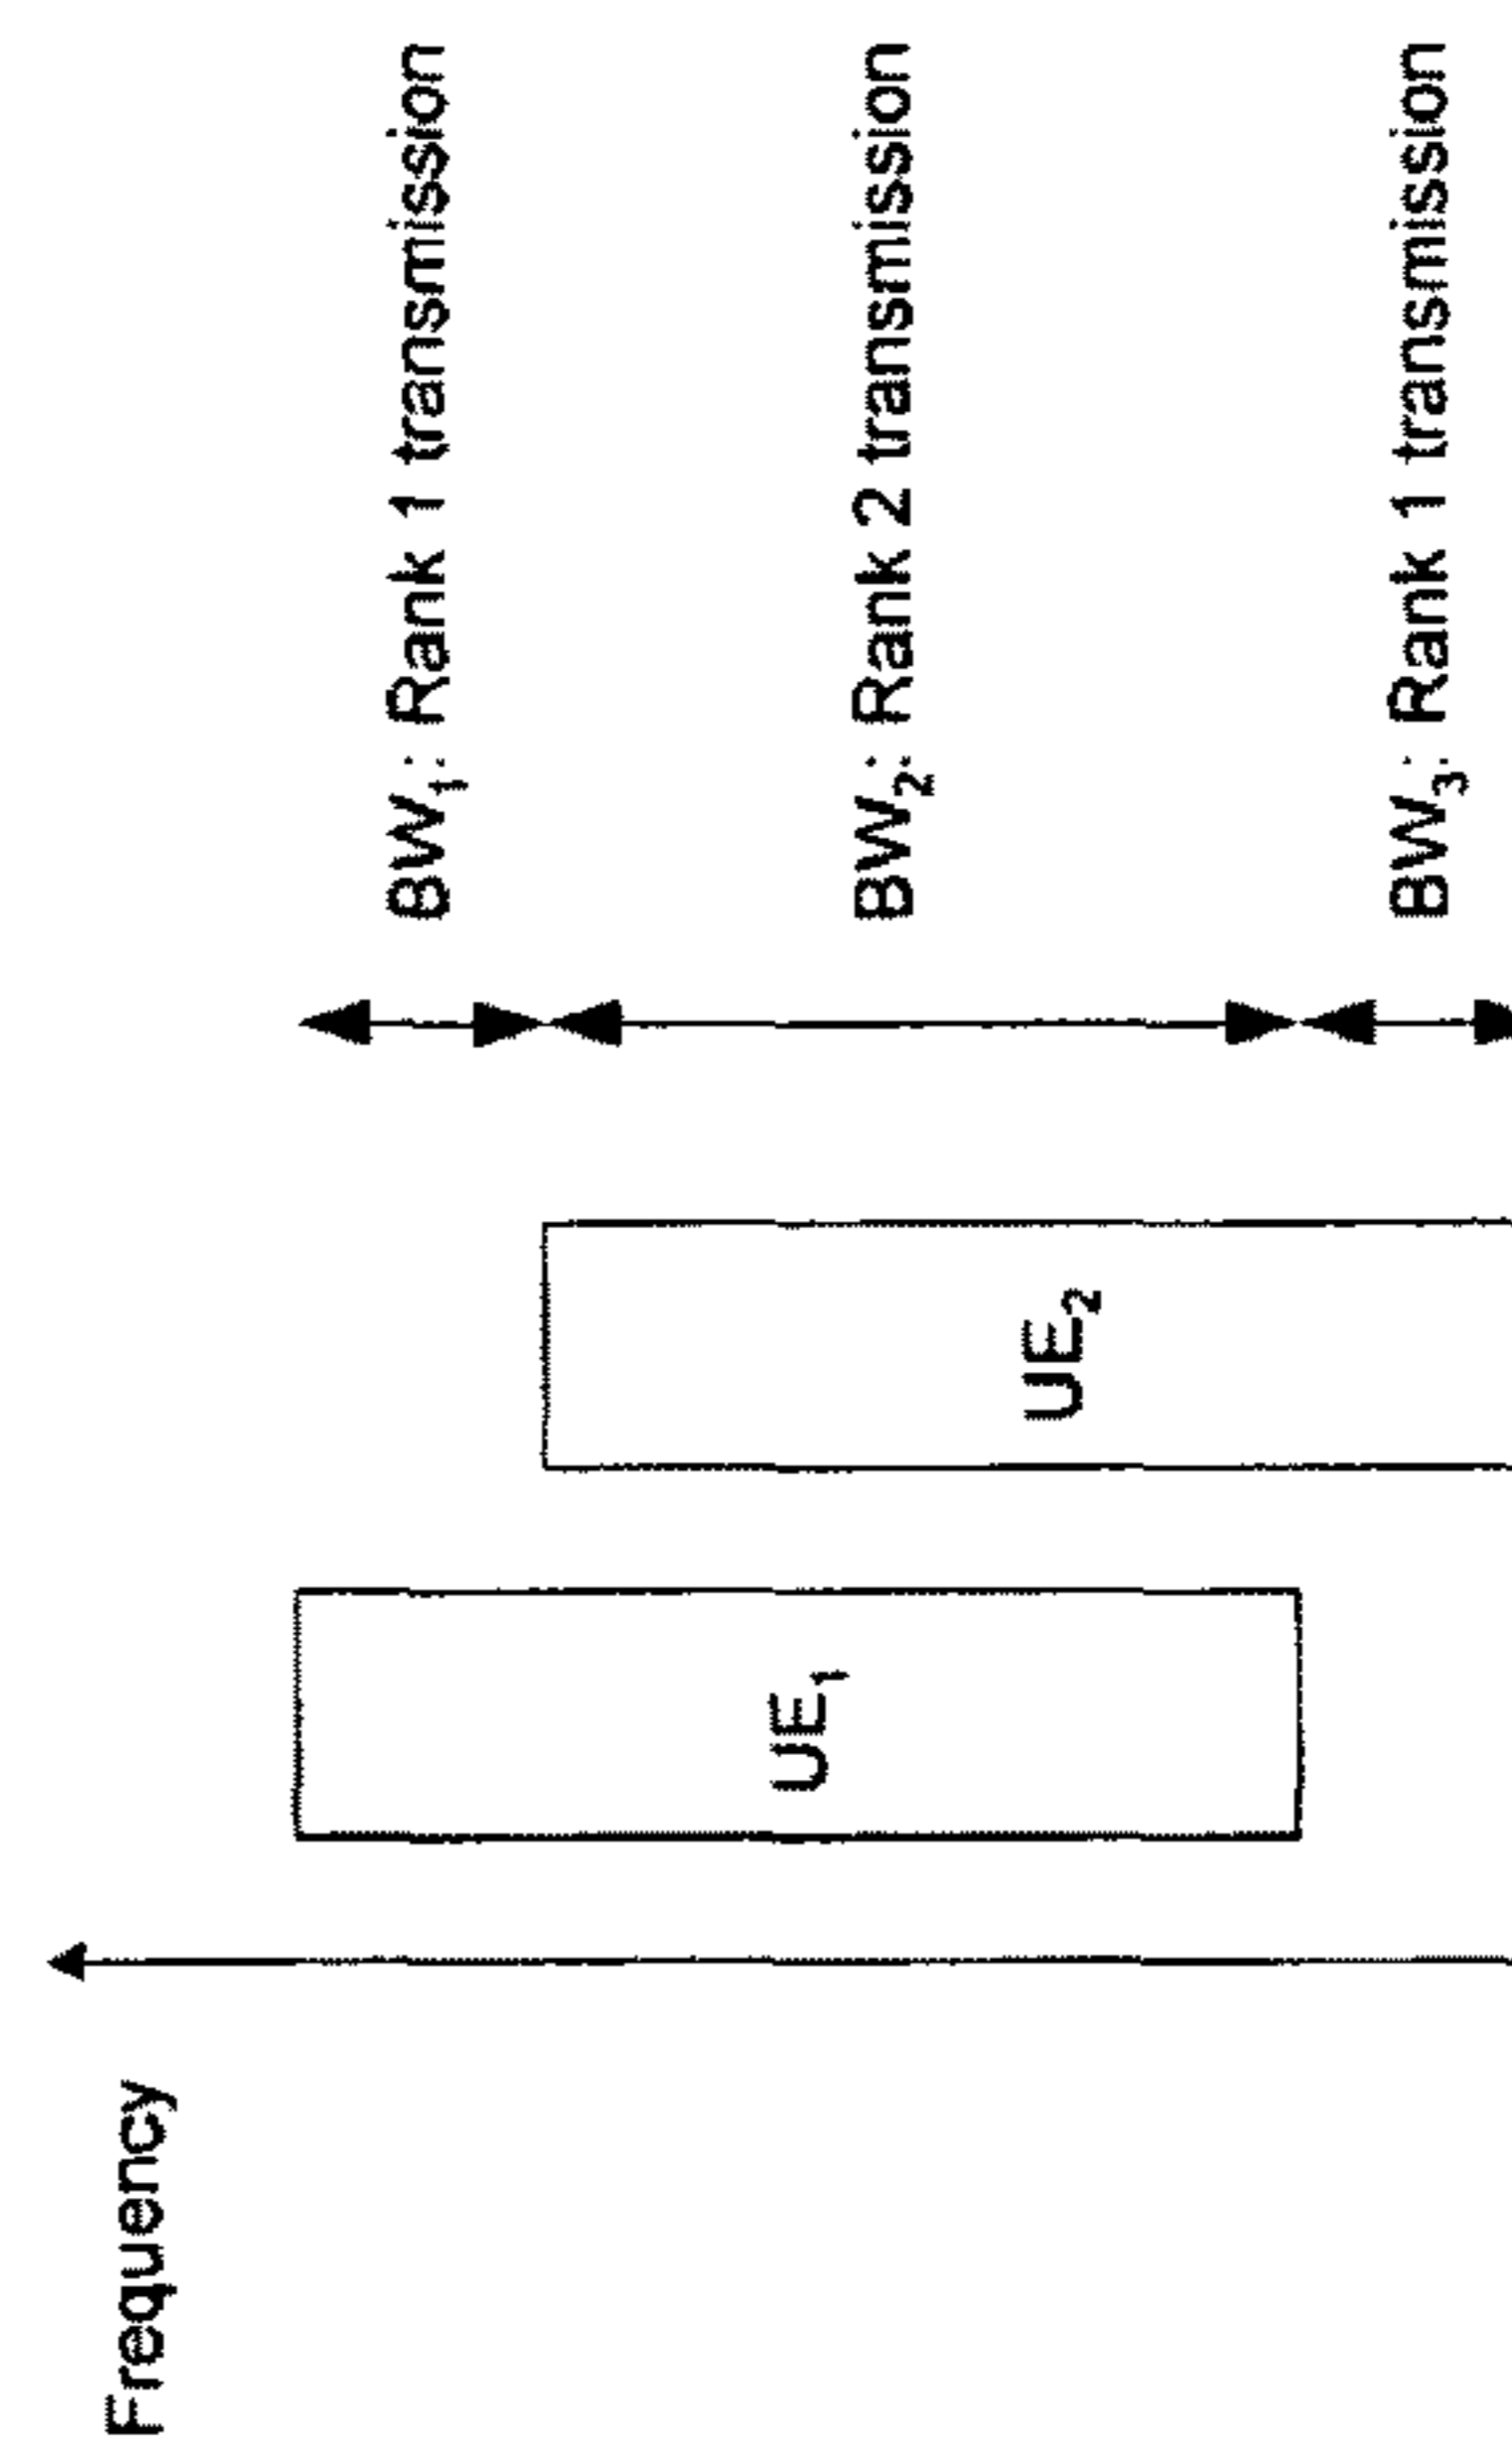 Frequency
UE1
UE2
BW1: Rank 1 transmission
BW2: Rank 2 transmission
BW3: Rank 1 transmission